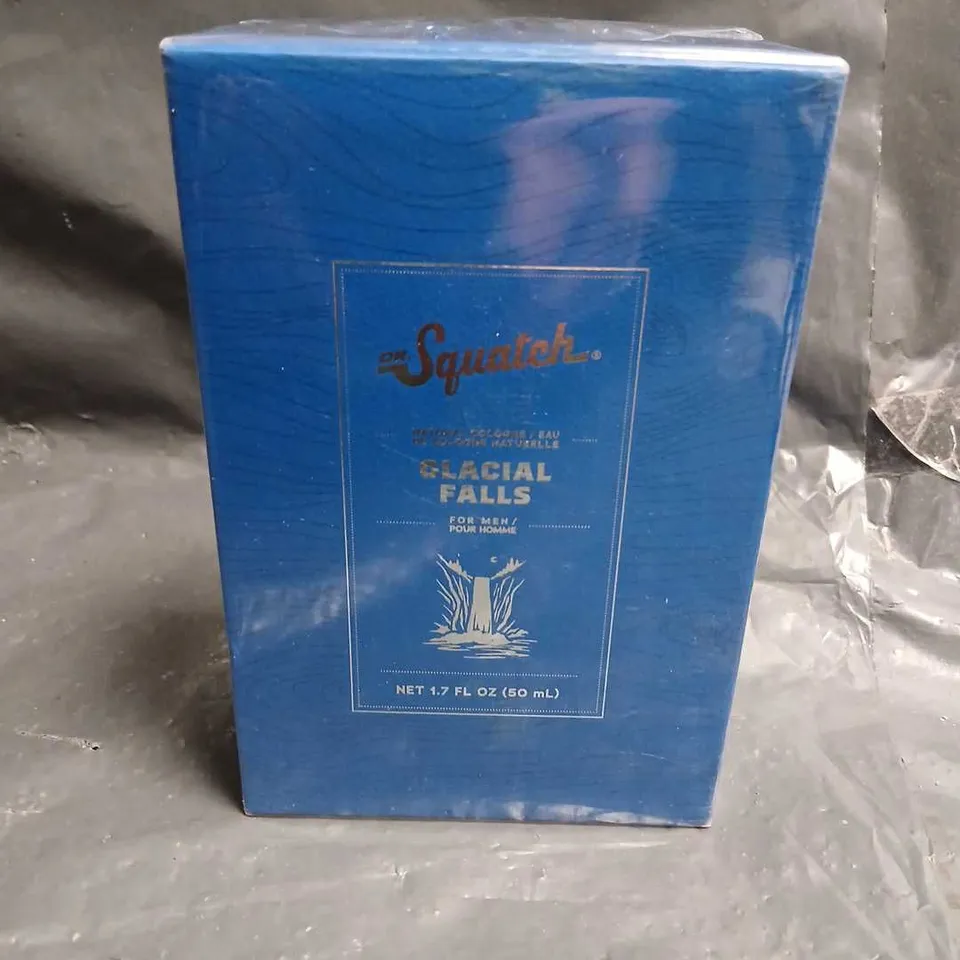 DR Squatch®
NATURAL COLOGNE / EAU
DE COLOGNE NATURELLE
GLACIAL
FALLS
FOR MEN /
POUR HOMME
NET 1.7 FL OZ (50 mL)